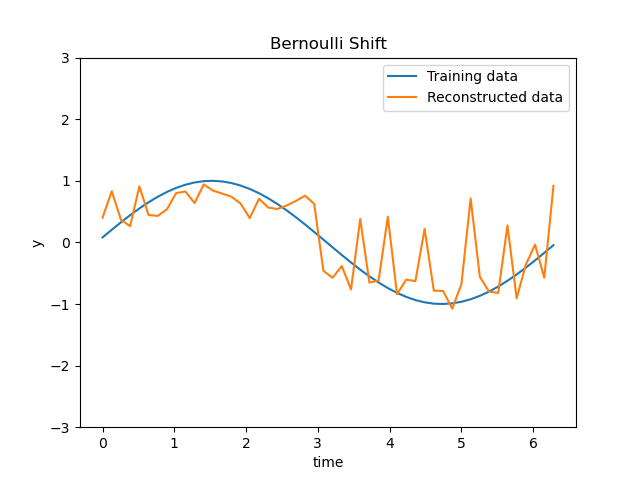 Bernoulli Shift
Training data
Reconstructed data
3
2
1
0
−1
−2
−3
y
0 1 2 3 4 5 6
time